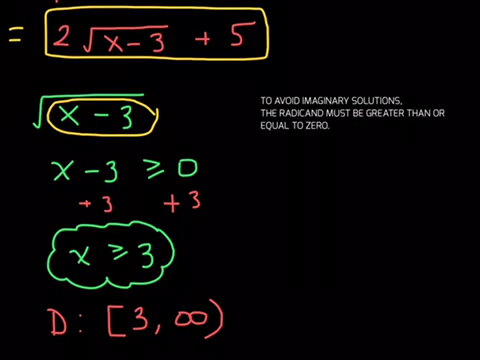 = 2√(x-3) + 5
√(x - 3)
TO AVOID IMAGINARY SOLUTIONS,
THE RADICAND MUST BE GREATER THAN OR
EQUAL TO ZERO.
x - 3 ≥ 0
+3 +3
x ≥ 3
D: [3, ∞)